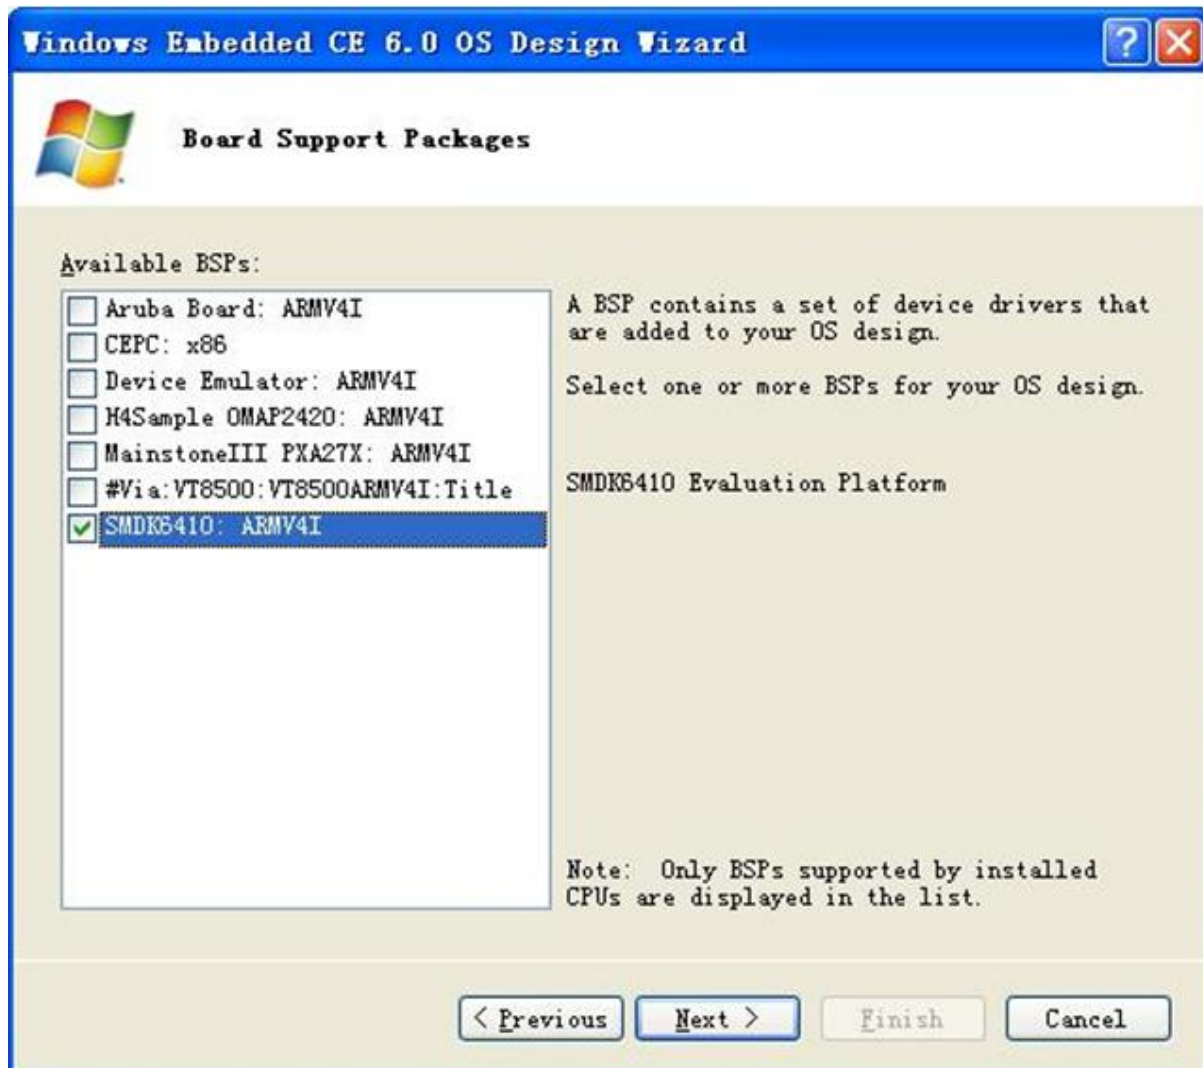 Windows Embedded CE 6.0 OS Design Wizard
Board Support Packages
Available BSPs:
Aruba Board: ARMV4I
CEPC: x86
Device Emulator: ARMV4I
H4Sample OMAP2420: ARMV4I
MainstoneIII PXA27X: ARMV4I
#Via:VT8500:VT8500ARMV4I:Title
SMDK6410: ARMV4I
A BSP contains a set of device drivers that
are added to your OS design.
Select one or more BSPs for your OS design.
SMDK6410 Evaluation Platform
Note: Only BSPs supported by installed
CPUs are displayed in the list.
< Previous
Next >
Finish
Cancel